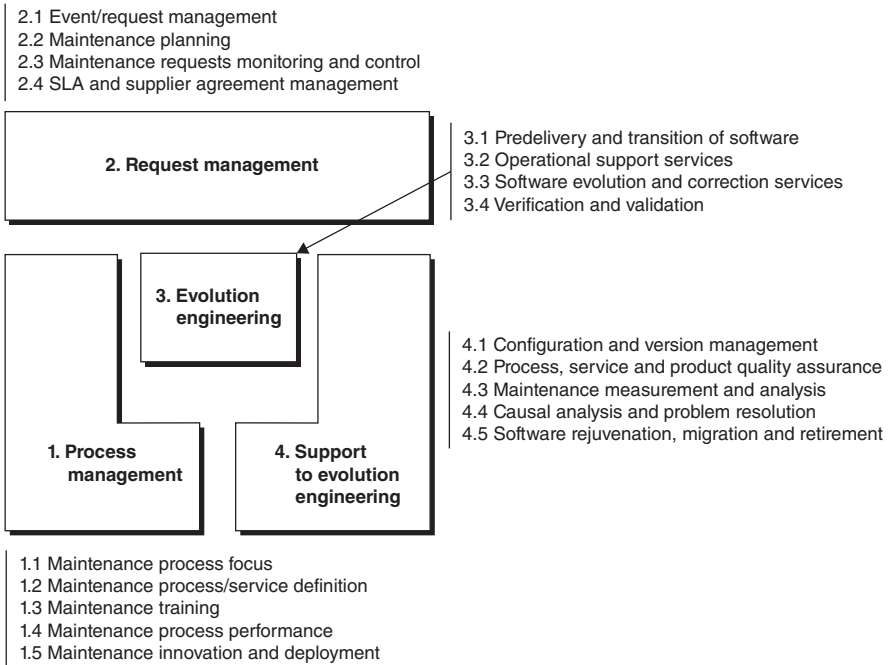 2.1 Event/request management
2.2 Maintenance planning
2.3 Maintenance requests monitoring and control
2.4 SLA and supplier agreement management
2. Request management
3.1 Predelivery and transition of software
3.2 Operational support services
3.3 Software evolution and correction services
3.4 Verification and validation
3. Evolution
engineering
4.1 Configuration and version management
4.2 Process, service and product quality assurance
4.3 Maintenance measurement and analysis
4.4 Causal analysis and problem resolution
4.5 Software rejuvenation, migration and retirement
1. Process
management
4. Support
to evolution
engineering
1.1 Maintenance process focus
1.2 Maintenance process/service definition
1.3 Maintenance training
1.4 Maintenance process performance
1.5 Maintenance innovation and deployment